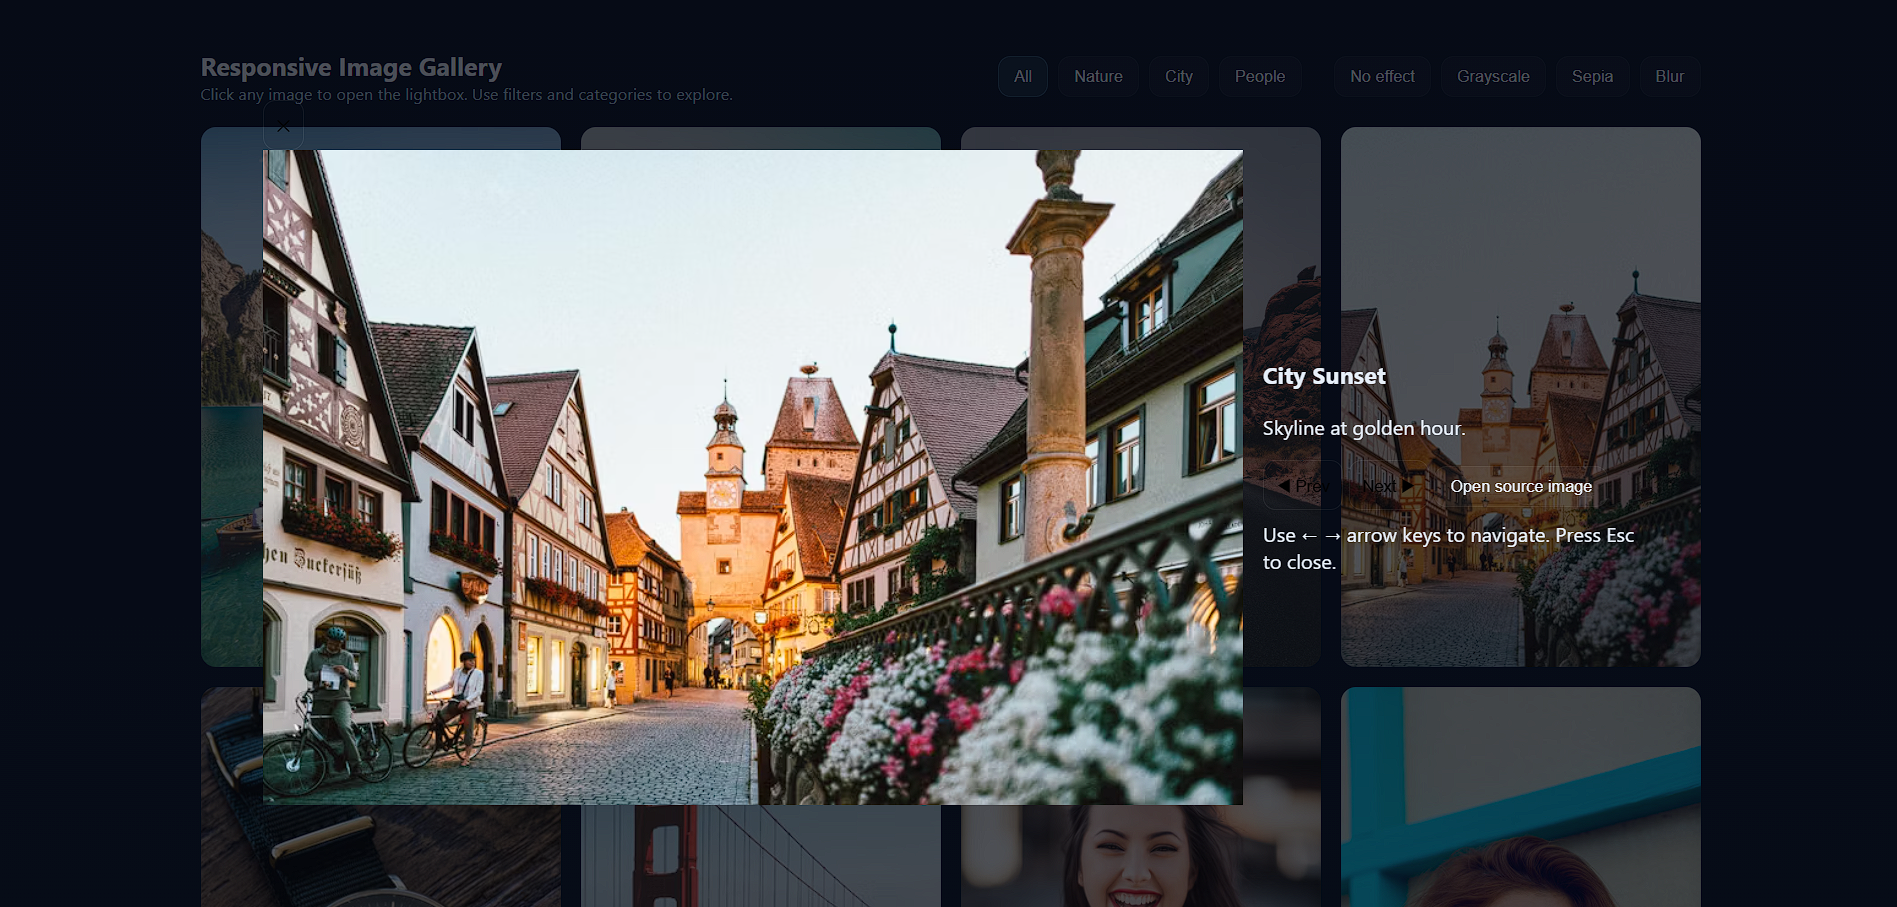 Responsive Image Gallery
Click any image to open the lightbox. Use filters and categories to explore.
All Nature City People No effect Grayscale Sepia Blur
✕
City Sunset
Skyline at golden hour.
◀ Prev Next ▶ Open source image
Use ← → arrow keys to navigate. Press Esc
to close.
hen Zuckersüß